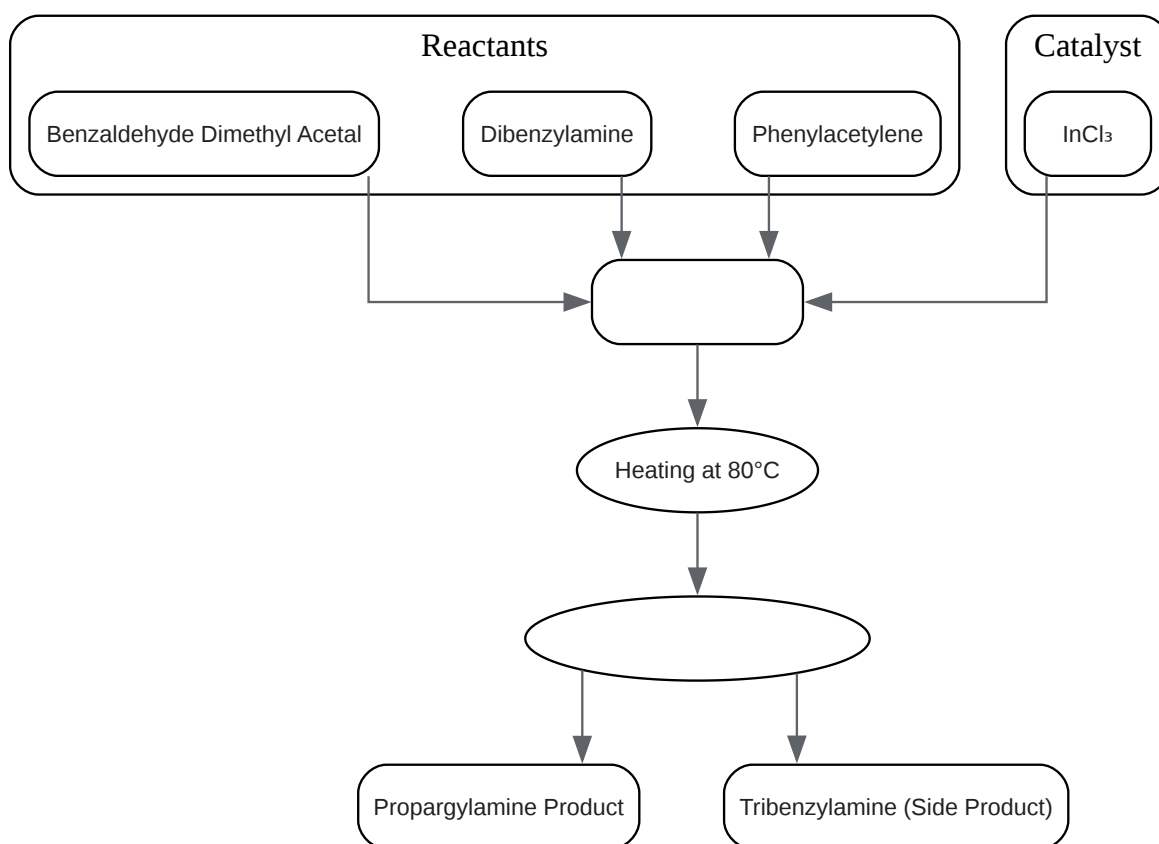 Reactants
Catalyst
Benzaldehyde Dimethyl Acetal
Dibenzylamine
Phenylacetylene
InCl₃
Heating at 80°C
Propargylamine Product
Tribenzylamine (Side Product)